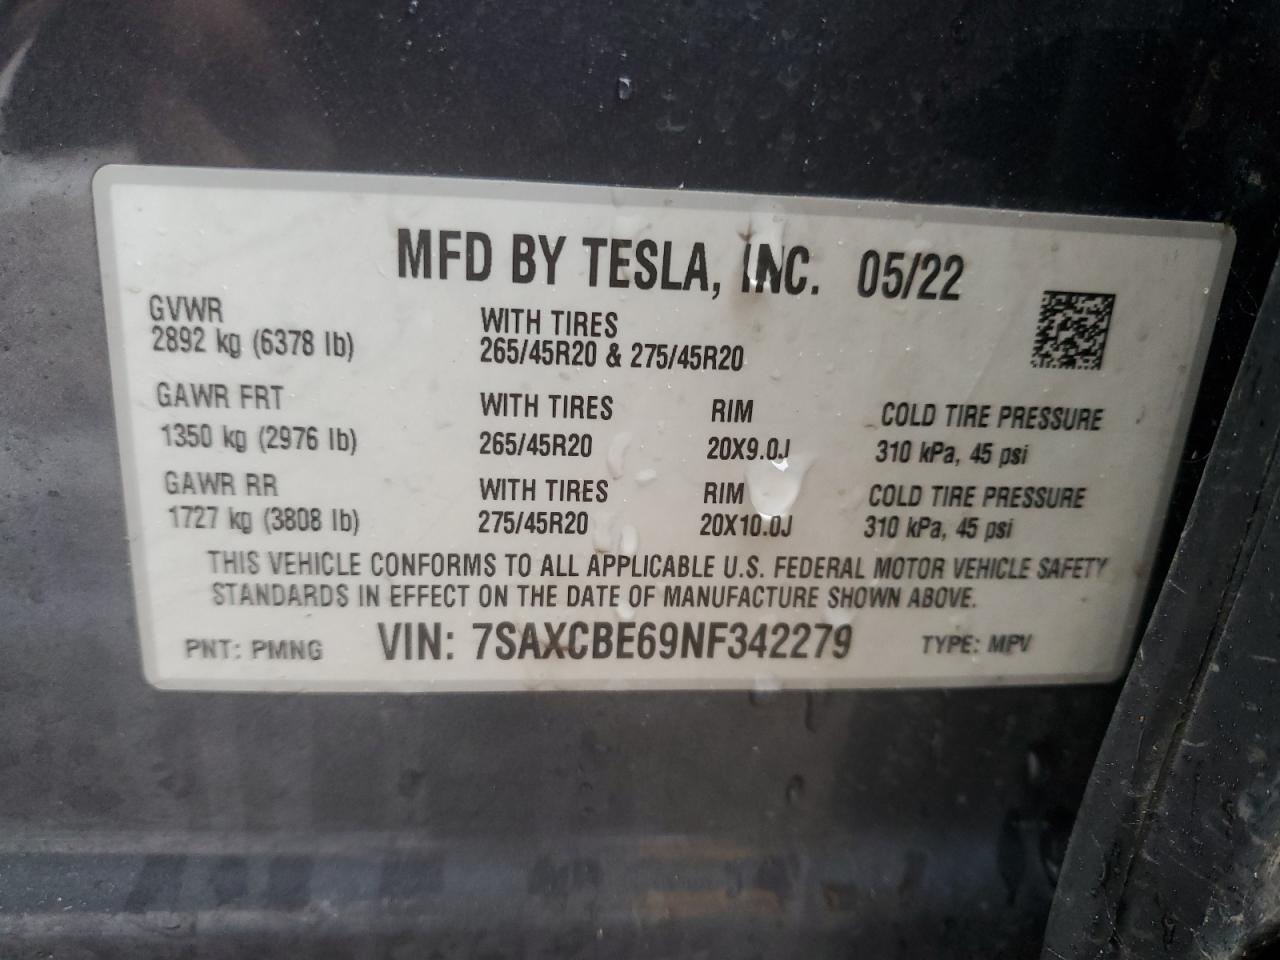 MFD BY TESLA, INC. 05/22
GVWR
2892 kg (6378 lb)
WITH TIRES
265/45R20 & 275/45R20
GAWR FRT WITH TIRES RIM COLD TIRE PRESSURE
1350 kg (2976 lb) 265/45R20 20X9.0J 310 kPa, 45 psi
GAWR RR WITH TIRES RIM COLD TIRE PRESSURE
1727 kg (3808 lb) 275/45R20 20X10.0J 310 kPa, 45 psi
THIS VEHICLE CONFORMS TO ALL APPLICABLE U.S. FEDERAL MOTOR VEHICLE SAFETY
STANDARDS IN EFFECT ON THE DATE OF MANUFACTURE SHOWN ABOVE.
PNT: PMNG VIN: 7SAXCBE69NF342279 TYPE: MPV